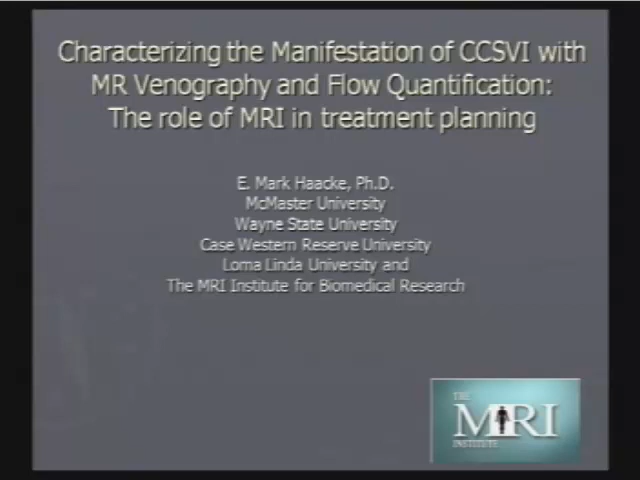 Characterizing the Manifestation of CCSVI with
MR Venography and Flow Quantification:
The role of MRI in treatment planning
E. Mark Haacke, Ph.D.
McMaster University
Wayne State University
Case Western Reserve University
Loma Linda University and
The MRI Institute for Biomedical Research
THE
MRI
INSTITUTE